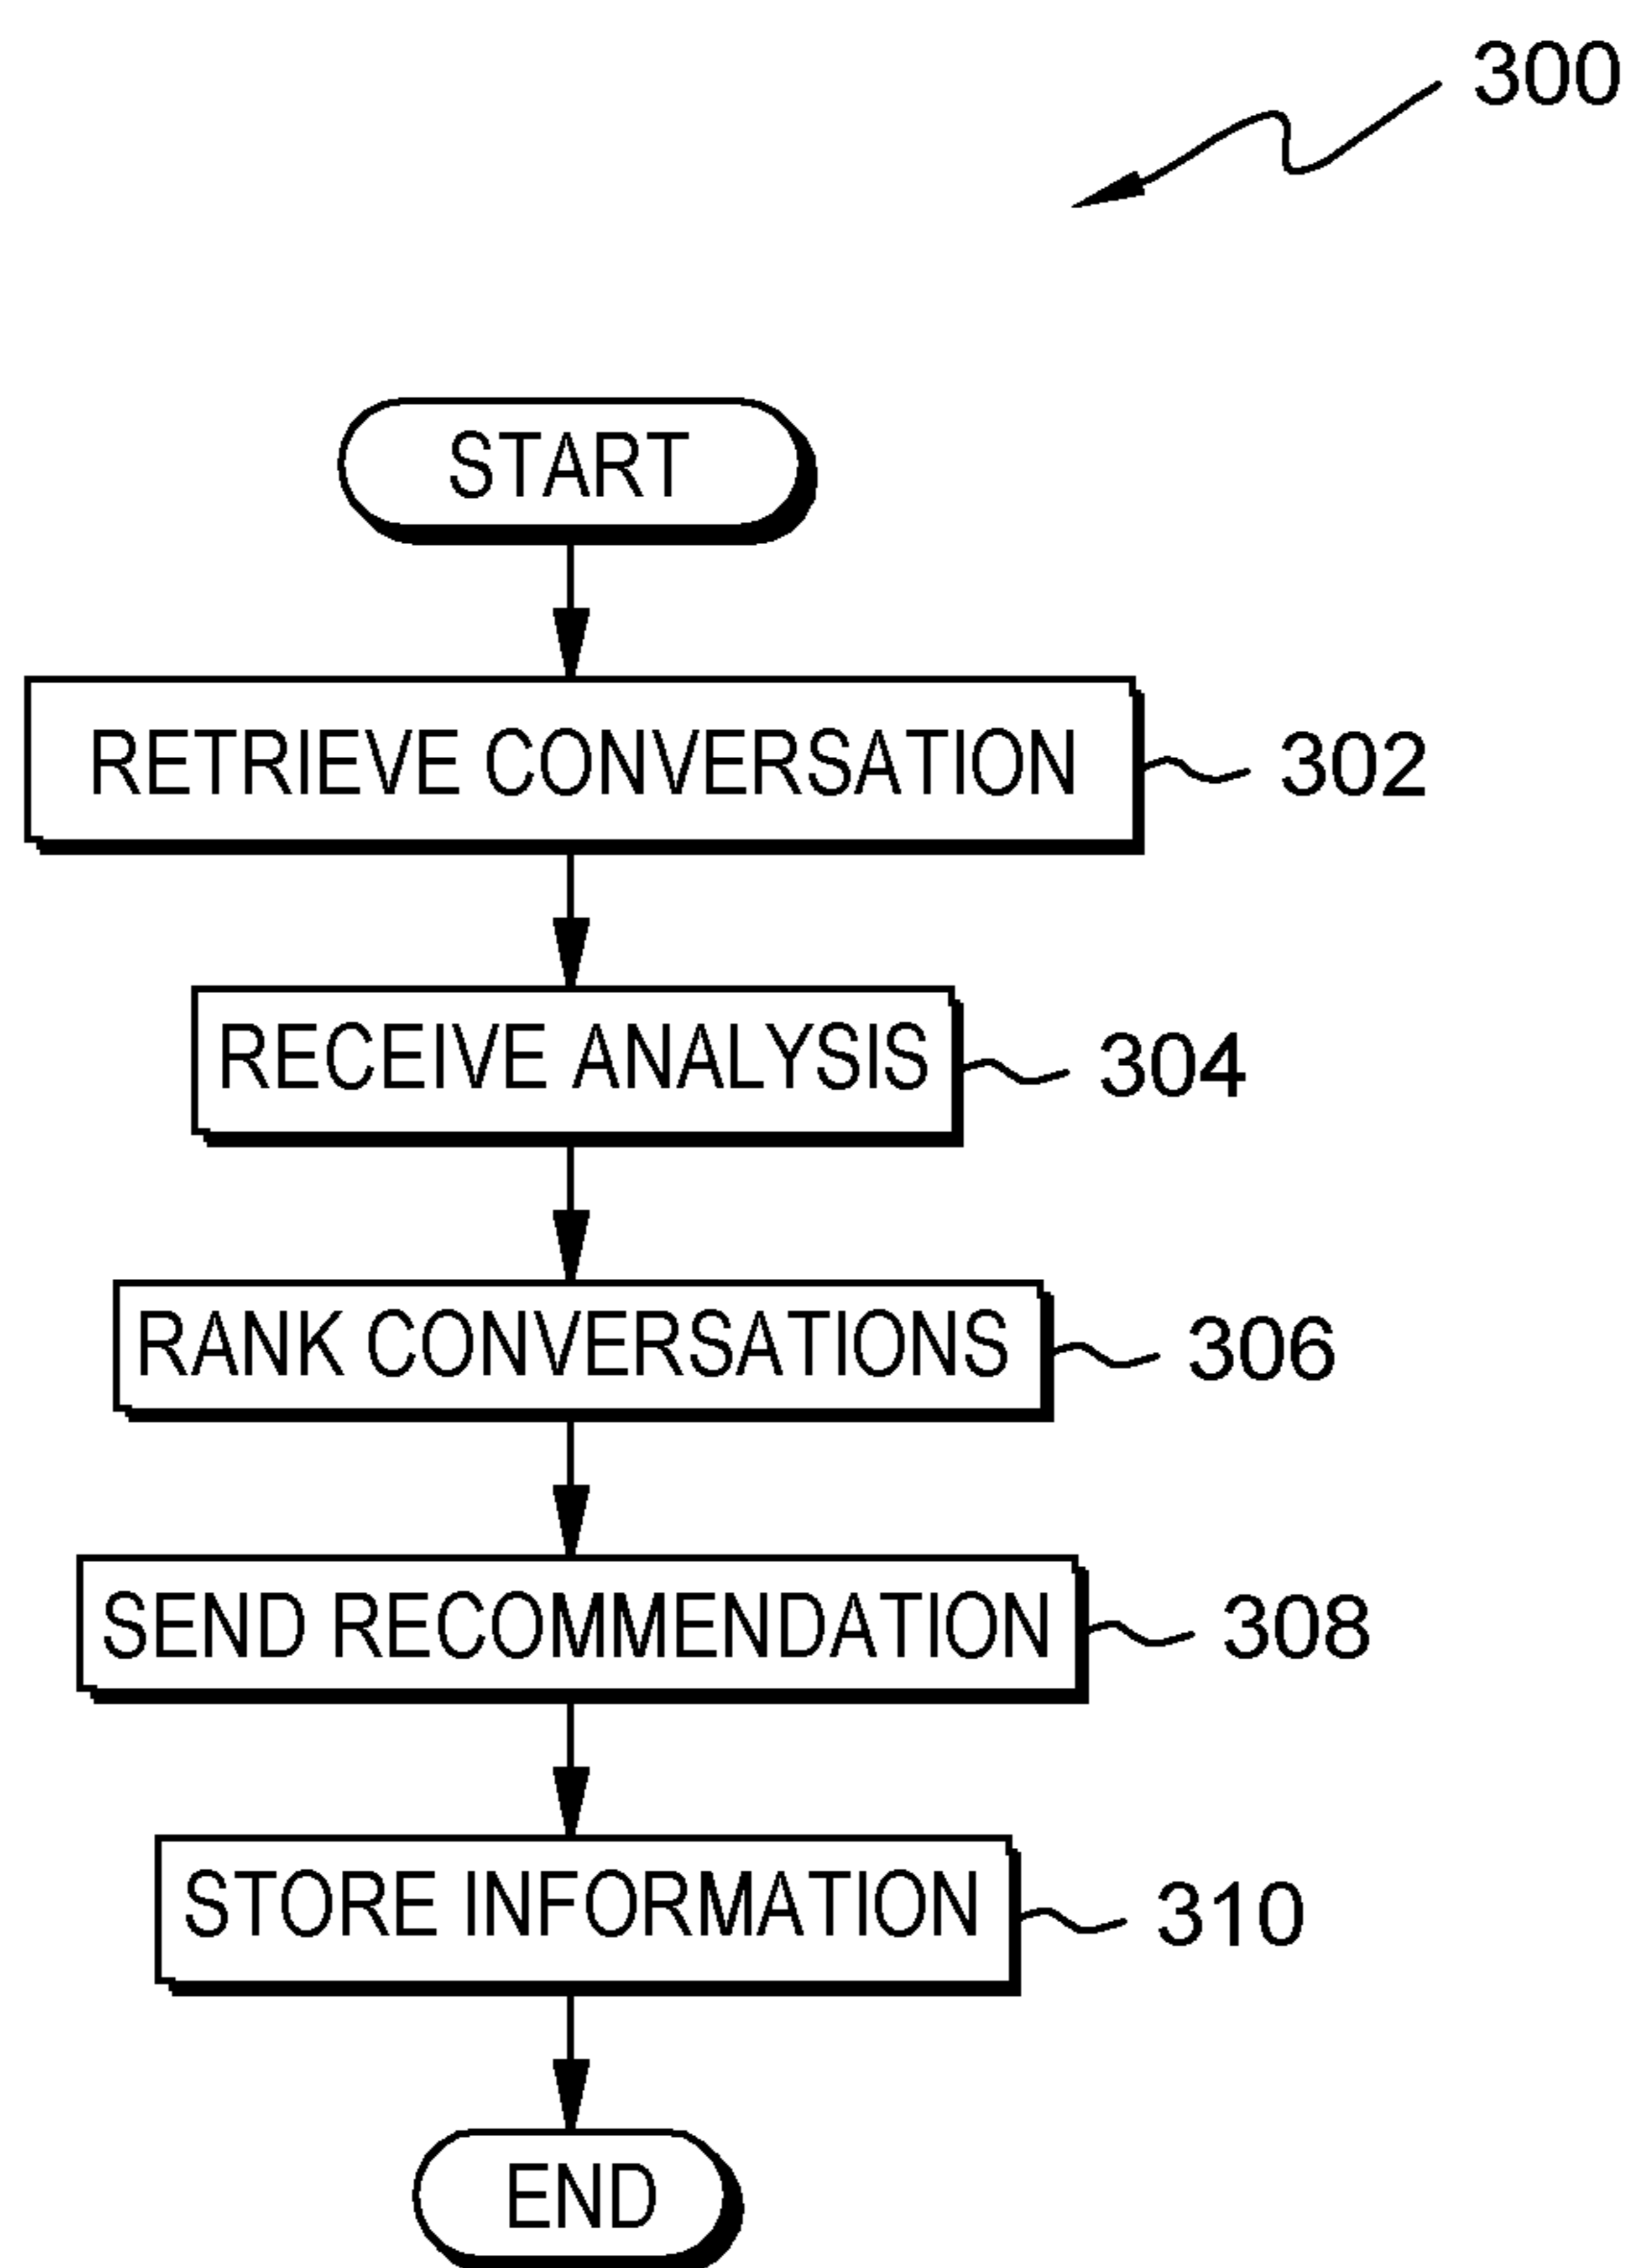 300
START
RETRIEVE CONVERSATION
302
RECEIVE ANALYSIS
304
RANK CONVERSATIONS
306
SEND RECOMMENDATION
308
STORE INFORMATION
310
END